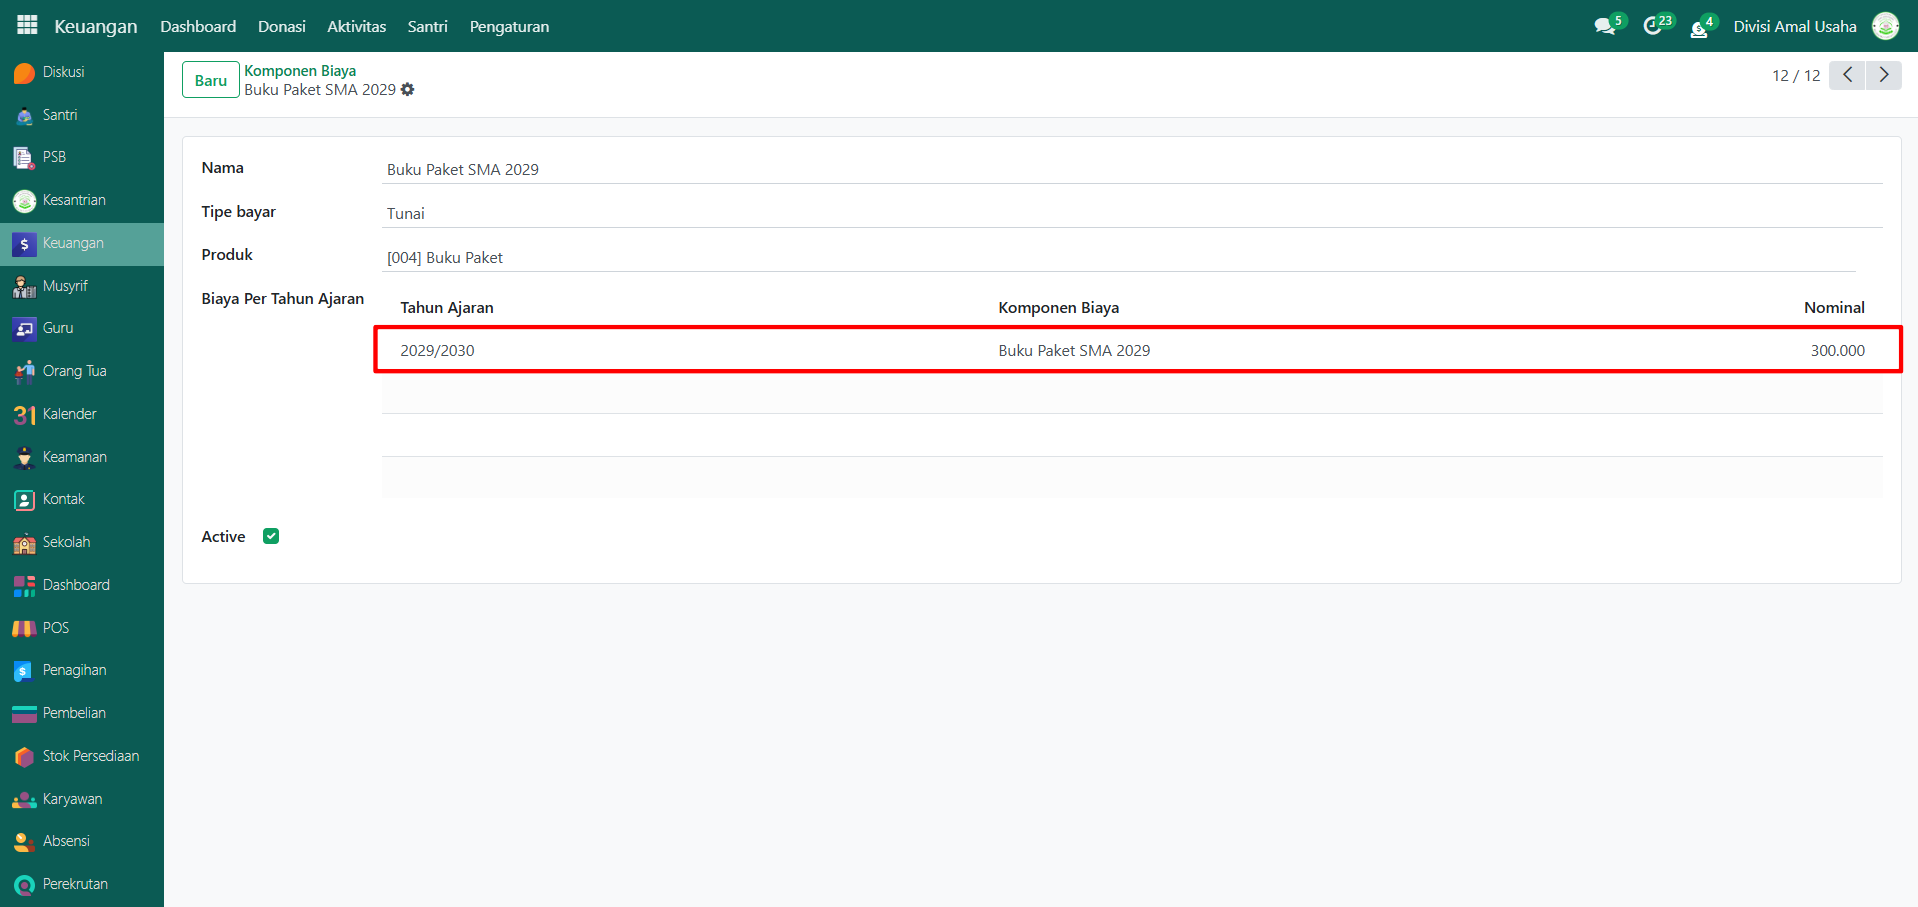 Keuangan Dashboard Donasi Aktivitas Santri Pengaturan 5 23 4 Divisi Amal Usaha
Diskusi
Santri
PSB
Kesantrian
$ Keuangan
Musyrif
Guru
Orang Tua
31 Kalender
Keamanan
Kontak
Sekolah
Dashboard
POS
$ Penagihan
Pembelian
Stok Persediaan
Karyawan
Absensi
Perekrutan
Baru
Komponen Biaya
Buku Paket SMA 2029
12 / 12
Nama Buku Paket SMA 2029
Tipe bayar Tunai
Produk [004] Buku Paket
Biaya Per Tahun Ajaran
Tahun Ajaran Komponen Biaya Nominal
2029/2030 Buku Paket SMA 2029 300.000
Active